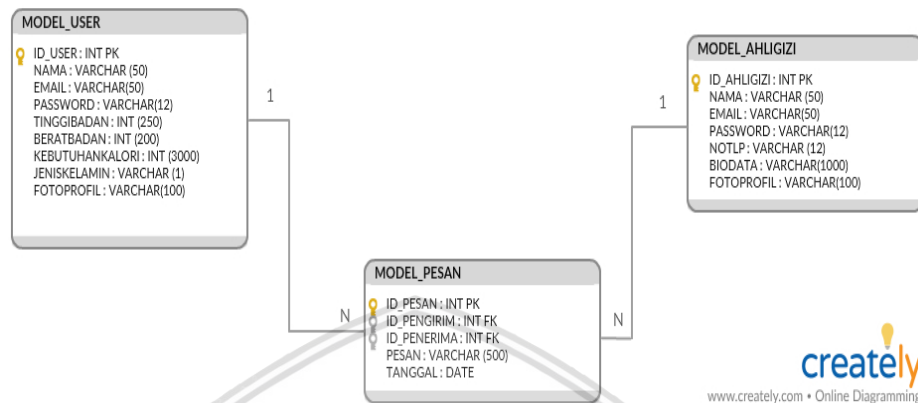 MODEL_USER
ID_USER : INT PK
NAMA : VARCHAR (50)
EMAIL : VARCHAR(50)
PASSWORD : VARCHAR(12)
TINGGIBADAN : INT (250)
BERATBADAN : INT (200)
KEBUTUHANKALORI : INT (3000)
JENISKELAMIN : VARCHAR (1)
FOTOPROFIL : VARCHAR(100)
1
MODEL_AHLIGIZI
ID_AHLIGIZI : INT PK
NAMA : VARCHAR (50)
EMAIL : VARCHAR(50)
PASSWORD : VARCHAR(12)
NOTLP : VARCHAR (12)
BIODATA : VARCHAR(1000)
FOTOPROFIL : VARCHAR(100)
1
MODEL_PESAN
ID_PESAN : INT PK
ID_PENGIRIM : INT FK
ID_PENERIMA : INT FK
PESAN : VARCHAR (500)
TANGGAL : DATE
N
N
creately
www.creately.com • Online Diagramming